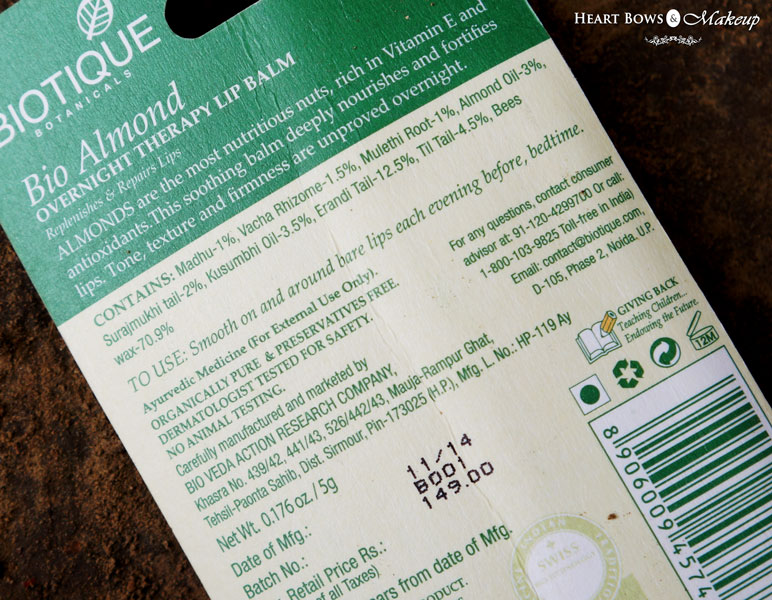 HEART BOWS & MAKEUP
BIOTIQUE
BOTANICALS
Bio Almond
OVERNIGHT THERAPY LIP BALM
Replenishes & Repairs Lips
ALMONDS are the most nutritious nuts, rich in Vitamin E and
antioxidants. This soothing balm deeply nourishes and fortifies
lips. Tone, texture and firmness are unproved overnight.
CONTAINS: Madhu-1%, Vacha Rhizome-1.5%, Mulethi Root-1%, Almond Oil-3%,
Surajmukhi tail-2%, Kusumbhi Oil-3.5%, Erandi Tail-12.5%, Til Tail-4.5%, Bees
wax-70.9%
TO USE: Smooth on and around bare lips each evening before, bedtime.
Ayurvedic Medicine (For External Use Only).
ORGANICALLY PURE & PRESERVATIVES FREE.
DERMATOLOGIST TESTED FOR SAFETY.
NO ANIMAL TESTING.
Carefully manufactured and marketed by
BIO VEDA ACTION RESEARCH COMPANY,
Khasra No. 439/42, 441/43, 526/442/43, Mauja-Rampur Ghat,
Tehsil-Paonta Sahib, Dist. Sirmour, Pin-173025 (H.P.), Mfg. L. No.: HP-119 Ay
Net Wt. 0.176 oz / 5g
Date of Mfg.: 11/14
Batch No.: B001
Retail Price Rs.: 149.00
of all Taxes)
ears from date of Mfg.
PRODUCT.
For any questions, contact consumer
advisor at: 91-120-4299700 Or call:
1-800-103-9825 Toll-free in India)
Email: contact@biotique.com,
D-105, Phase 2, Noida. U.P.
GIVING BACK
Teaching Children...
Endowing the Future.
12M
8 906009 4574
SWISS